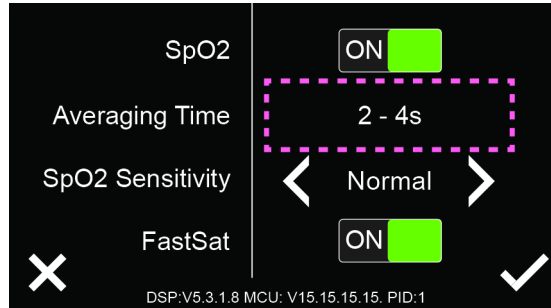 SpO2 ON
Averaging Time 2 - 4s
SpO2 Sensitivity Normal
FastSat ON
DSP:V5.3.1.8 MCU: V15.15.15.15. PID:1